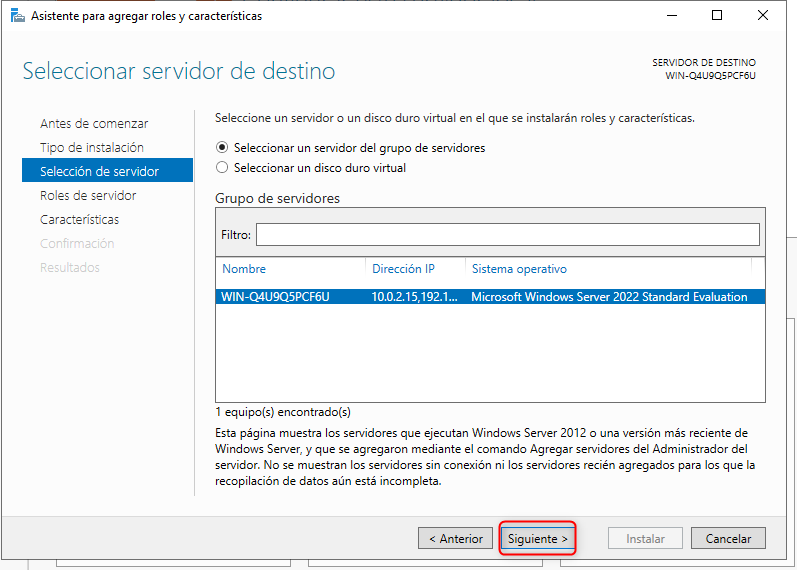 Asistente para agregar roles y características
Seleccionar servidor de destino
SERVIDOR DE DESTINO
WIN-Q4U9Q5PCF6U
Antes de comenzar
Tipo de instalación
Selección de servidor
Roles de servidor
Características
Confirmación
Resultados
Seleccione un servidor o un disco duro virtual en el que se instalarán roles y características.
Seleccionar un servidor del grupo de servidores
Seleccionar un disco duro virtual
Grupo de servidores
Filtro:
Nombre Dirección IP Sistema operativo
WIN-Q4U9Q5PCF6U 10.0.2.15,192.1... Microsoft Windows Server 2022 Standard Evaluation
1 equipo(s) encontrado(s)
Esta página muestra los servidores que ejecutan Windows Server 2012 o una versión más reciente de
Windows Server, y que se agregaron mediante el comando Agregar servidores del Administrador del
servidor. No se muestran los servidores sin conexión ni los servidores recién agregados para los que la
recopilación de datos aún está incompleta.
< Anterior Siguiente > Instalar Cancelar